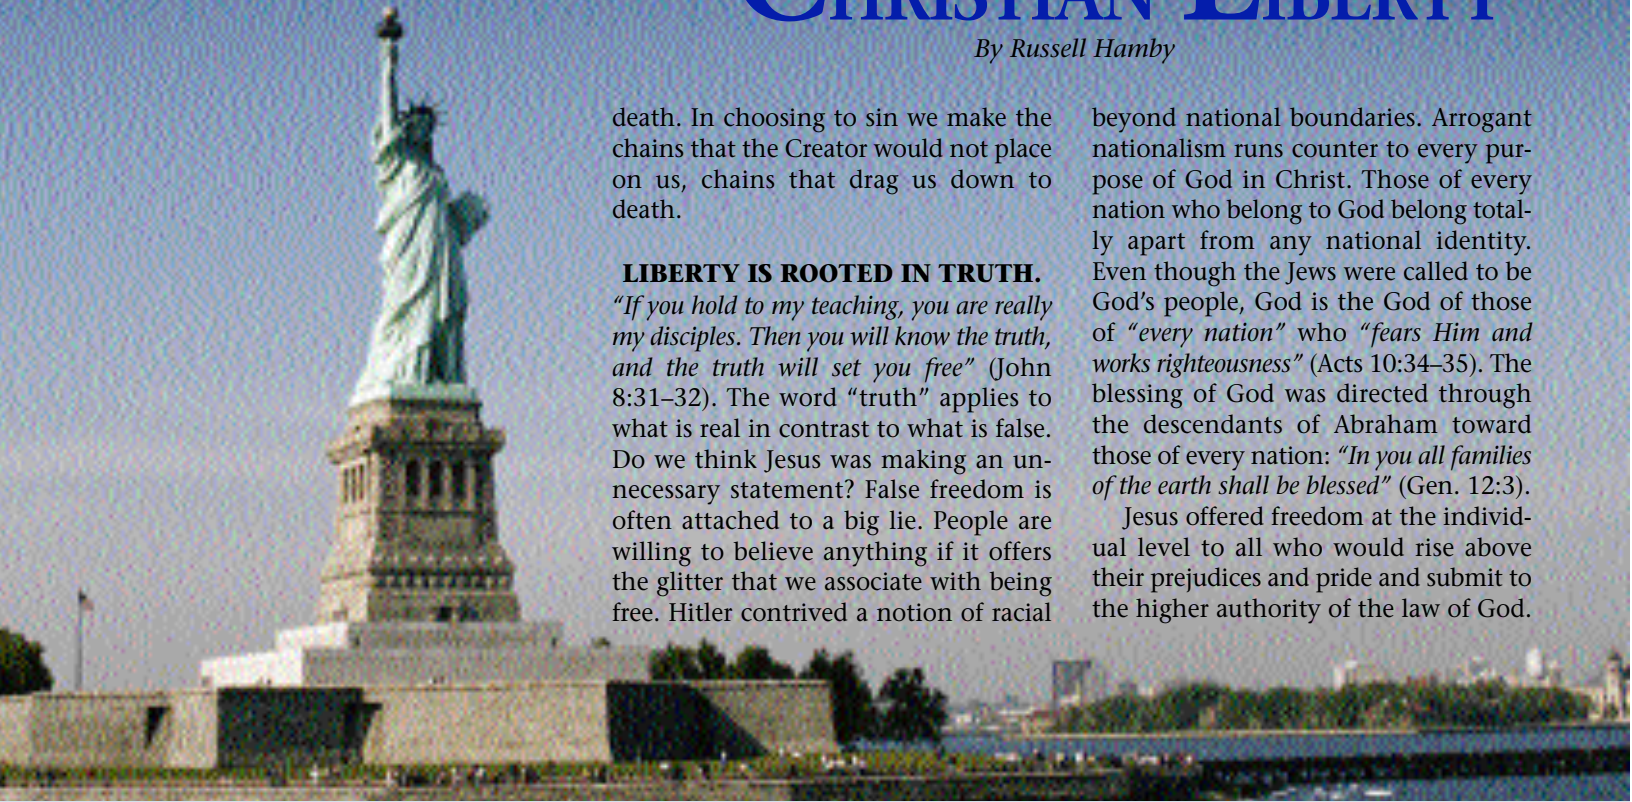 CHRISTIAN LIBERTY
By Russell Hamby
death. In choosing to sin we make the
chains that the Creator would not place
on us, chains that drag us down to
death.
LIBERTY IS ROOTED IN TRUTH.
“If you hold to my teaching, you are really
my disciples. Then you will know the truth,
and the truth will set you free” (John
8:31–32). The word “truth” applies to
what is real in contrast to what is false.
Do we think Jesus was making an un-
necessary statement? False freedom is
often attached to a big lie. People are
willing to believe anything if it offers
the glitter that we associate with being
free. Hitler contrived a notion of racial
beyond national boundaries. Arrogant
nationalism runs counter to every pur-
pose of God in Christ. Those of every
nation who belong to God belong total-
ly apart from any national identity.
Even though the Jews were called to be
God’s people, God is the God of those
of “every nation” who “fears Him and
works righteousness” (Acts 10:34–35). The
blessing of God was directed through
the descendants of Abraham toward
those of every nation: “In you all families
of the earth shall be blessed” (Gen. 12:3).
Jesus offered freedom at the individ-
ual level to all who would rise above
their prejudices and pride and submit to
the higher authority of the law of God.